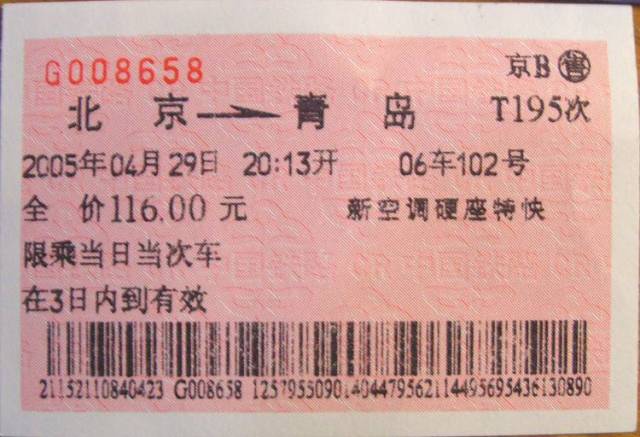 G008658 京B 售
北京→青岛 T195次
2005年04月29日 20:13开 06车102号
全 价116.00 元 新空调硬座特快
限乘当日当次车
在3日内到有效
21152110840423 G008658 1257955090140447956211449569543613089​0